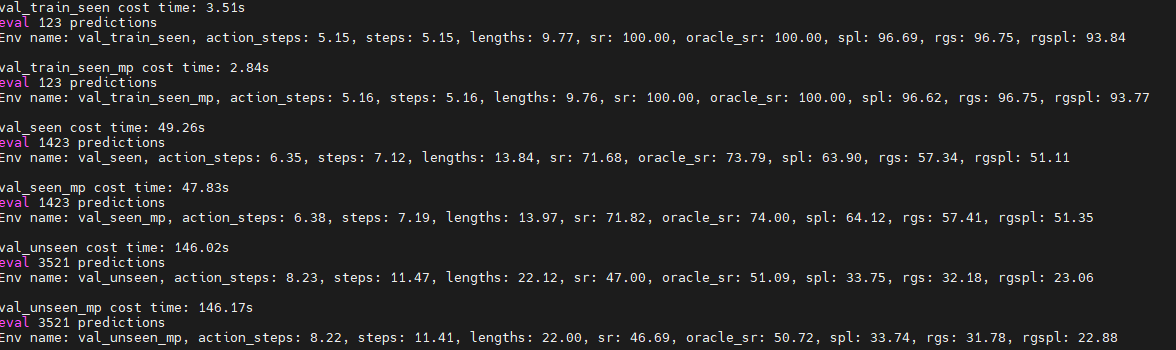 val_train_seen cost time: 3.51s
eval 123 predictions
Env name: val_train_seen, action_steps: 5.15, steps: 5.15, lengths: 9.77, sr: 100.00, oracle_sr: 100.00, spl: 96.69, rgs: 96.75, rgspl: 93.84
val_train_seen_mp cost time: 2.84s
eval 123 predictions
Env name: val_train_seen_mp, action_steps: 5.16, steps: 5.16, lengths: 9.76, sr: 100.00, oracle_sr: 100.00, spl: 96.62, rgs: 96.75, rgspl: 93.77
val_seen cost time: 49.26s
eval 1423 predictions
Env name: val_seen, action_steps: 6.35, steps: 7.12, lengths: 13.84, sr: 71.68, oracle_sr: 73.79, spl: 63.90, rgs: 57.34, rgspl: 51.11
val_seen_mp cost time: 47.83s
eval 1423 predictions
Env name: val_seen_mp, action_steps: 6.38, steps: 7.19, lengths: 13.97, sr: 71.82, oracle_sr: 74.00, spl: 64.12, rgs: 57.41, rgspl: 51.35
val_unseen cost time: 146.02s
eval 3521 predictions
Env name: val_unseen, action_steps: 8.23, steps: 11.47, lengths: 22.12, sr: 47.00, oracle_sr: 51.09, spl: 33.75, rgs: 32.18, rgspl: 23.06
val_unseen_mp cost time: 146.17s
eval 3521 predictions
Env name: val_unseen_mp, action_steps: 8.22, steps: 11.41, lengths: 22.00, sr: 46.69, oracle_sr: 50.72, spl: 33.74, rgs: 31.78, rgspl: 22.88